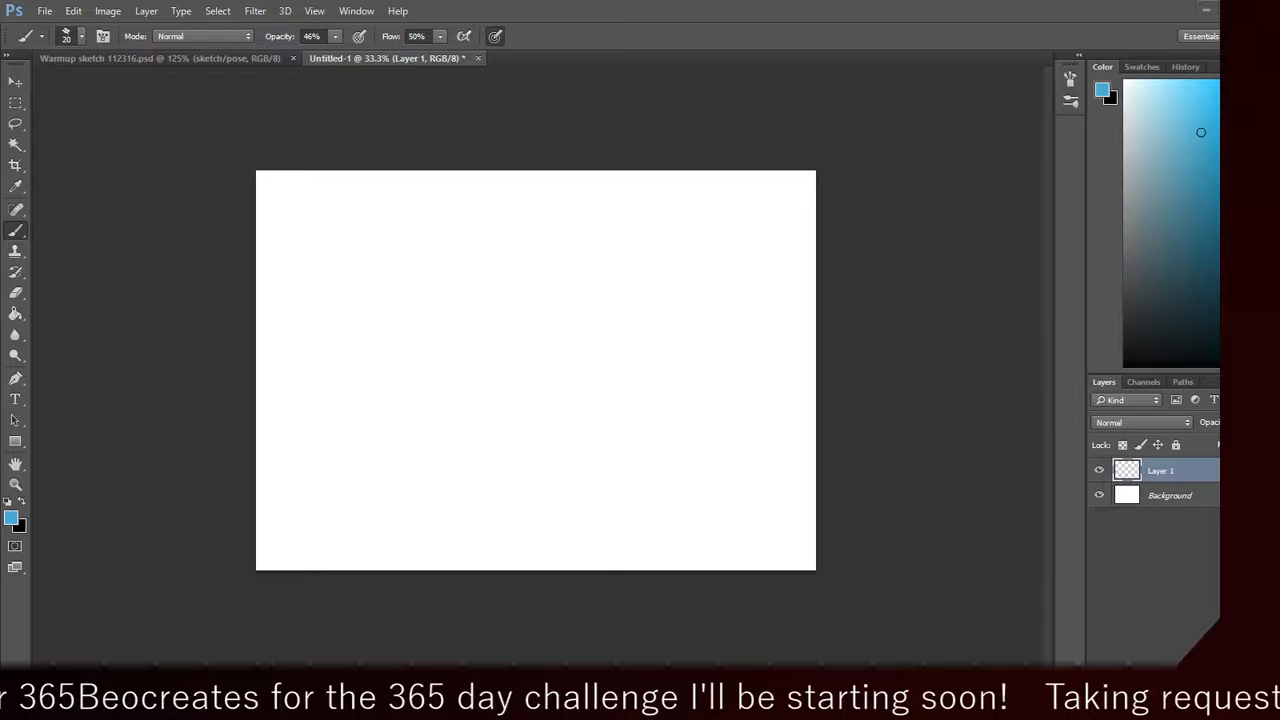 Ps File Edit Image Layer Type Select Filter 3D View Window Help
20 Mode: Normal Opacity: 46% Flow: 50% Essentials
Warmup sketch 112316.psd @ 125% (sketch/pose, RGB/8) × Untitled-1 @ 33.3% (Layer 1, RGB/8) * ×
Color Swatches History
Layers Channels Paths
Kind
Normal Opaci
Lock:
Layer 1
Background
r 365Beocreates for the 365 day challenge I'll be starting soon! Taking request